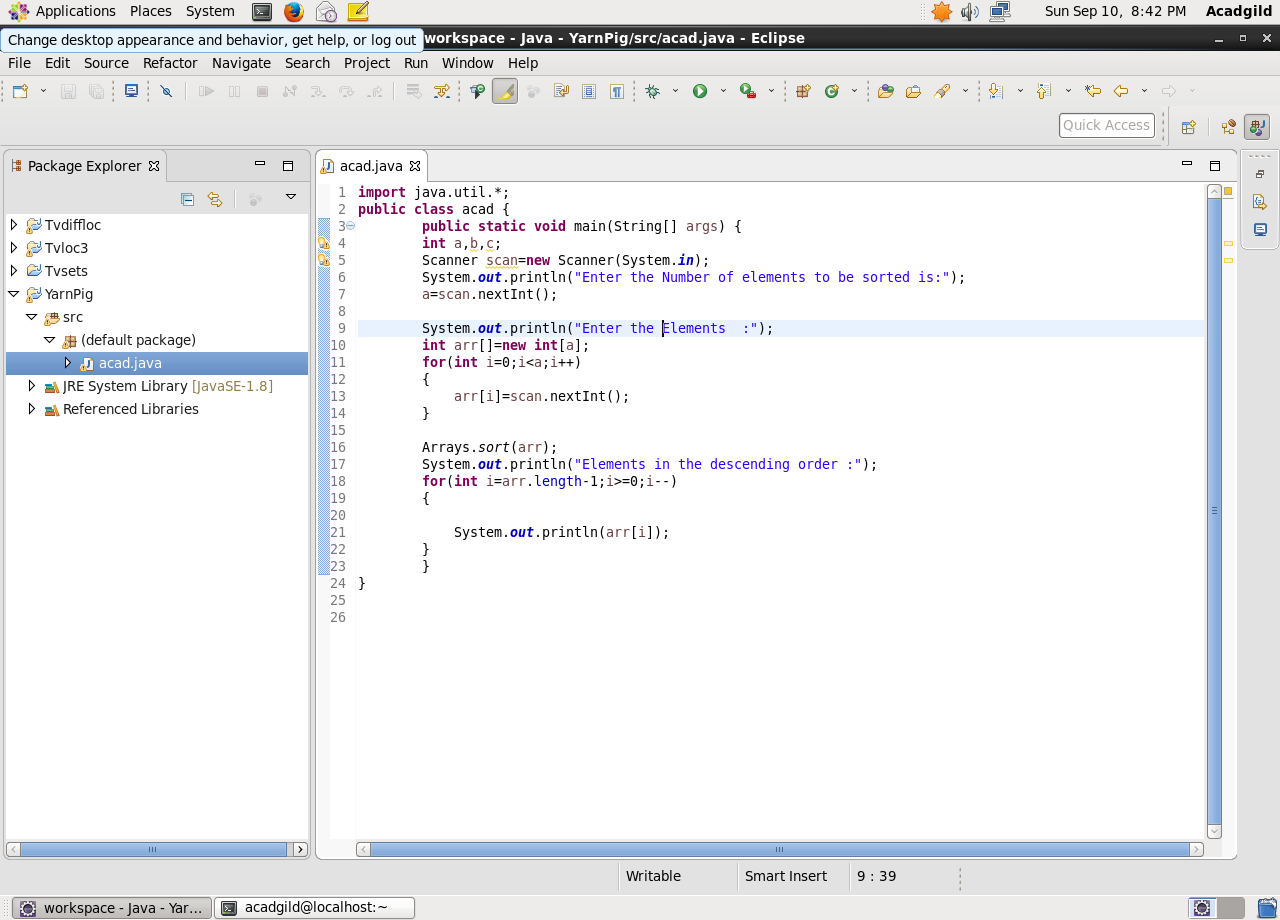 Applications Places System Sun Sep 10, 8:42 PM Acadgild
Change desktop appearance and behavior, get help, or log out
workspace - Java - YarnPig/src/acad.java - Eclipse
File Edit Source Refactor Navigate Search Project Run Window Help
Quick Access
Package Explorer
Tvdiffloc
Tvloc3
Tvsets
YarnPig
src
(default package)
acad.java
JRE System Library [JavaSE-1.8]
Referenced Libraries
acad.java
1 import java.util.*;
2 public class acad {
3 public static void main(String[] args) {
4 int a,b,c;
5 Scanner scan=new Scanner(System.in);
6 System.out.println("Enter the Number of elements to be sorted is:");
7 a=scan.nextInt();
8
9 System.out.println("Enter the Elements  :");
10 int arr[]=new int[a];
11 for(int i=0;i<a;i++)
12 {
13 arr[i]=scan.nextInt();
14 }
15
16 Arrays.sort(arr);
17 System.out.println("Elements in the descending order :");
18 for(int i=arr.length-1;i>=0;i--)
19 {
20
21 System.out.println(arr[i]);
22 }
23 }
24 }
25
26
Writable Smart Insert 9 : 39
workspace - Java - Yar... acadgild@localhost:~